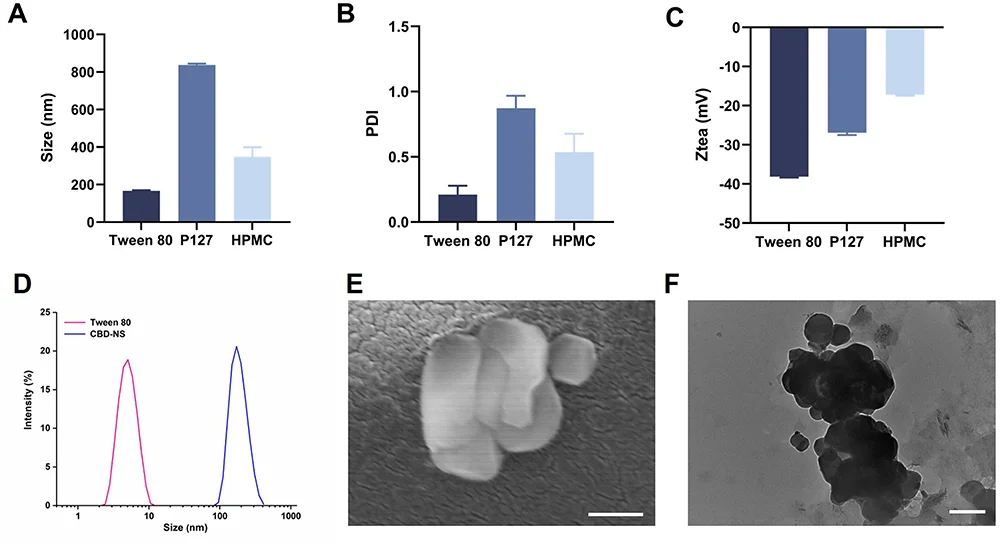 A
Size (nm)
1000
800
600
400
200
0
Tween 80 P127 HPMC
B
PDI
1.5
1.0
0.5
0.0
Tween 80 P127 HPMC
C
Ztea (mV)
0
-10
-20
-30
-40
-50
Tween 80 P127 HPMC
D
Intensity (%)
25
20
15
10
5
0
Tween 80
CBD-NS
1 10 100 1000
Size (nm)
E
F